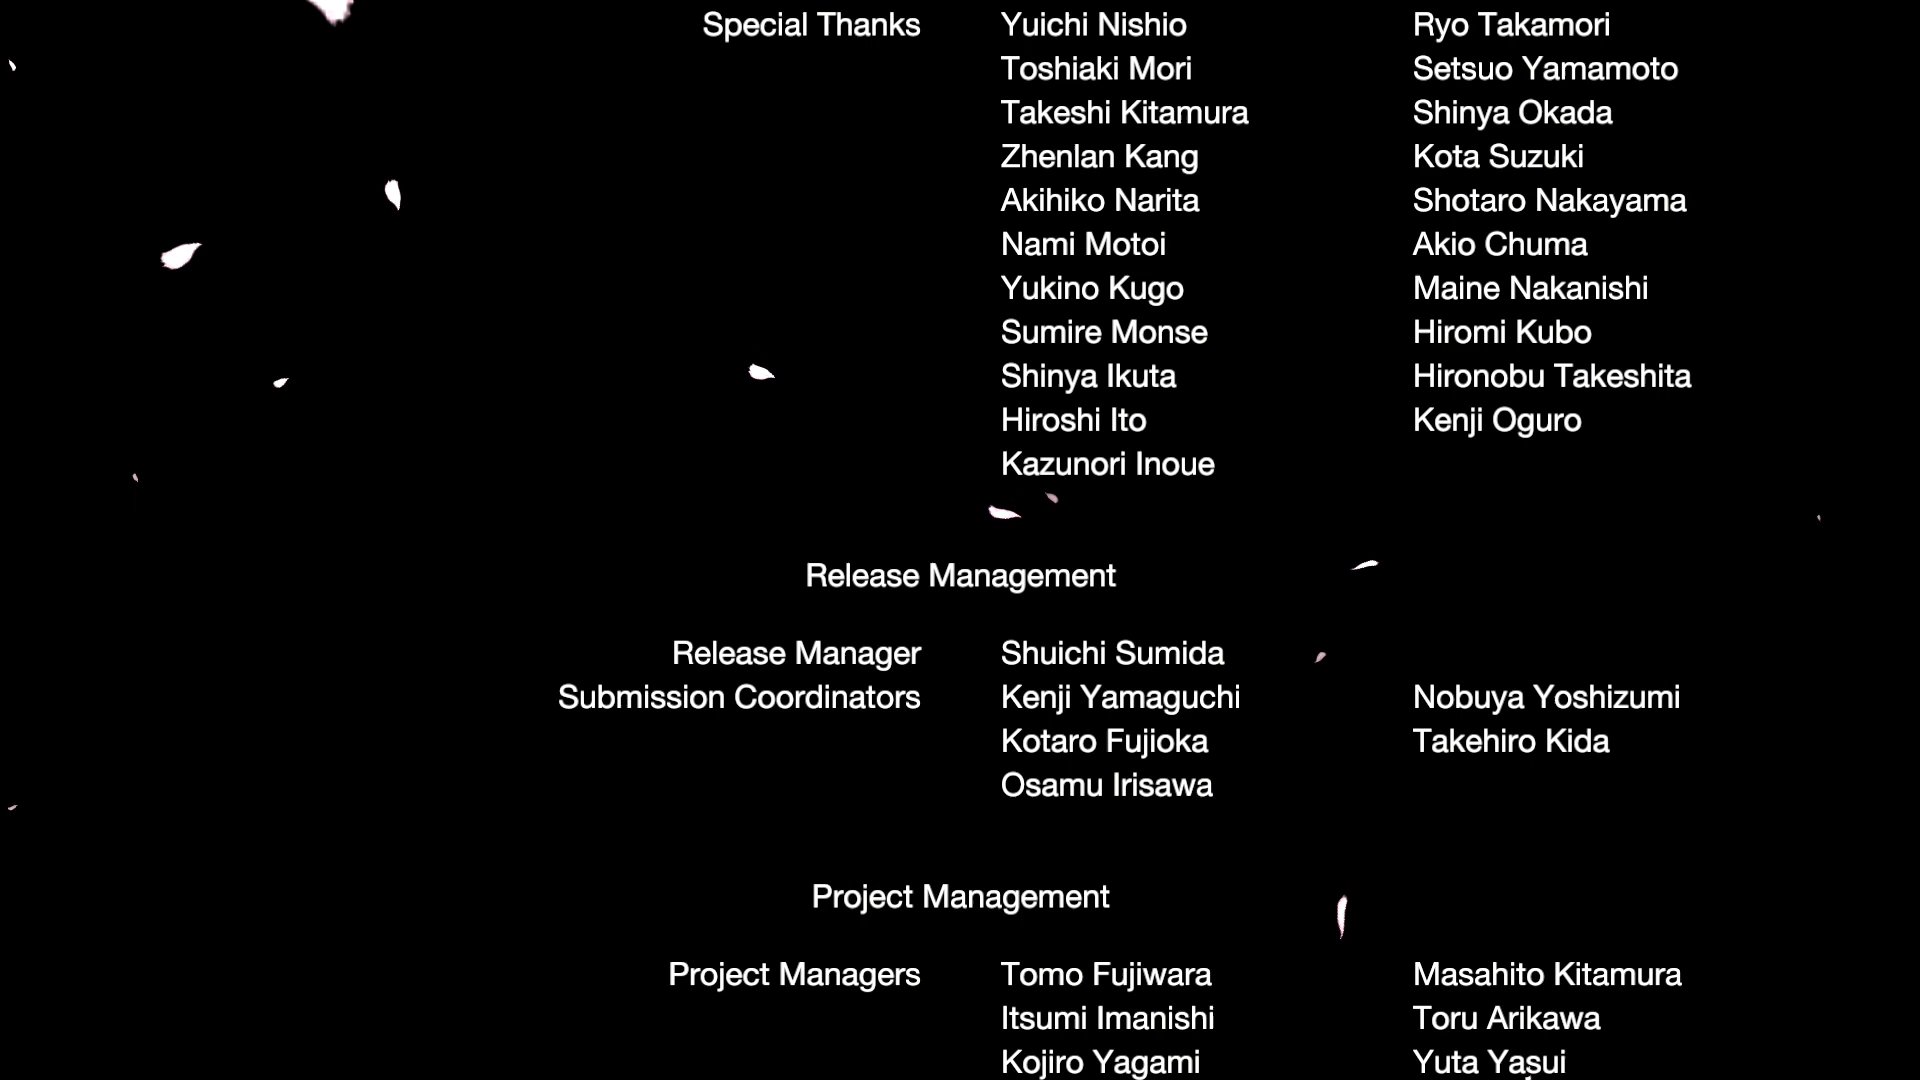 Special Thanks Yuichi Nishio Ryo Takamori
Toshiaki Mori Setsuo Yamamoto
Takeshi Kitamura Shinya Okada
Zhenlan Kang Kota Suzuki
Akihiko Narita Shotaro Nakayama
Nami Motoi Akio Chuma
Yukino Kugo Maine Nakanishi
Sumire Monse Hiromi Kubo
Shinya Ikuta Hironobu Takeshita
Hiroshi Ito Kenji Oguro
Kazunori Inoue
Release Management
Release Manager Shuichi Sumida
Submission Coordinators Kenji Yamaguchi Nobuya Yoshizumi
Kotaro Fujioka Takehiro Kida
Osamu Irisawa
Project Management
Project Managers Tomo Fujiwara Masahito Kitamura
Itsumi Imanishi Toru Arikawa
Kojiro Yagami Yuta Yasui